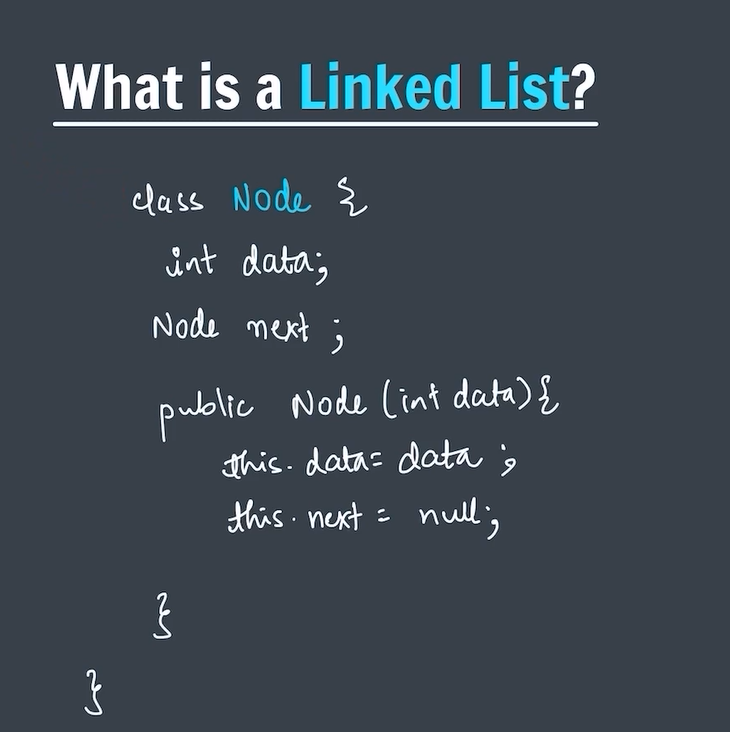 What is a Linked List?
class Node {
int data;
Node next ;
public Node (int data) {
this. data = data ;
this. next = null;
}
}